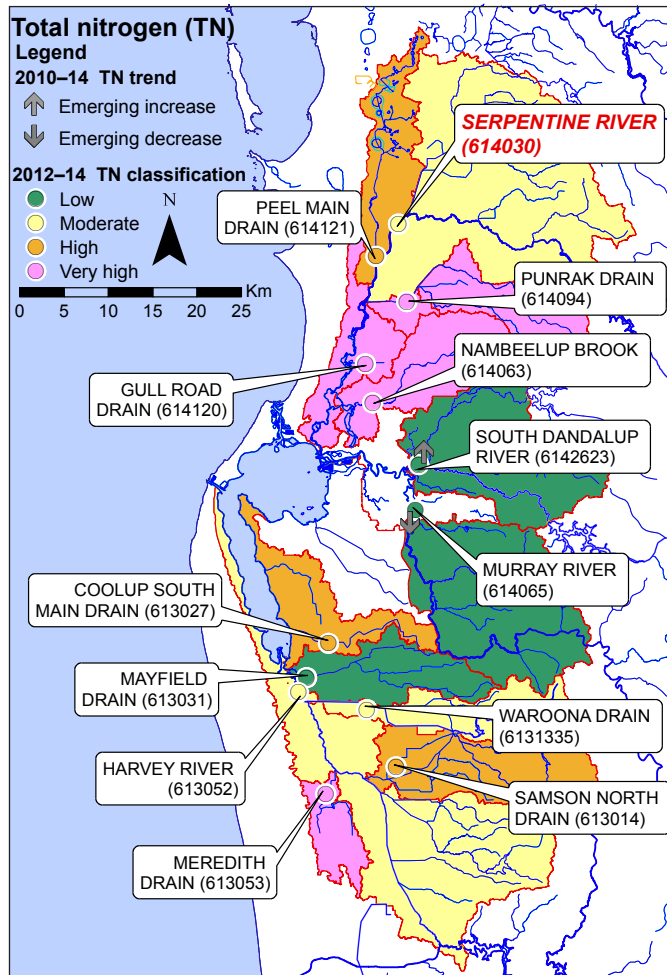 Total nitrogen (TN)
Legend
2010–14 TN trend
Emerging increase
Emerging decrease
2012–14 TN classification
Low
Moderate
High
Very high
N
Km
0 5 10 15 20 25
SERPENTINE RIVER
(614030)
PEEL MAIN
DRAIN (614121)
PUNRAK DRAIN
(614094)
NAMBEELUP BROOK
(614063)
GULL ROAD
DRAIN (614120)
SOUTH DANDALUP
RIVER (6142623)
MURRAY RIVER
(614065)
COOLUP SOUTH
MAIN DRAIN (613027)
MAYFIELD
DRAIN (613031)
WAROONA DRAIN
(6131335)
HARVEY RIVER
(613052)
SAMSON NORTH
DRAIN (613014)
MEREDITH
DRAIN (613053)